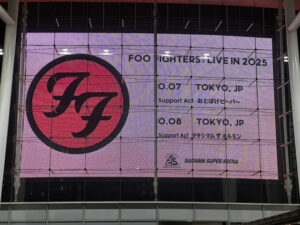 FF
FOO FIGHTERS LIVE IN 2025
0.07 TOKYO, JP
Support Act おとぼけビ〜バ〜
0.08 TOKYO, JP
Support Act マキシマム ザ ホルモン
SAITAMA SUPER ARENA